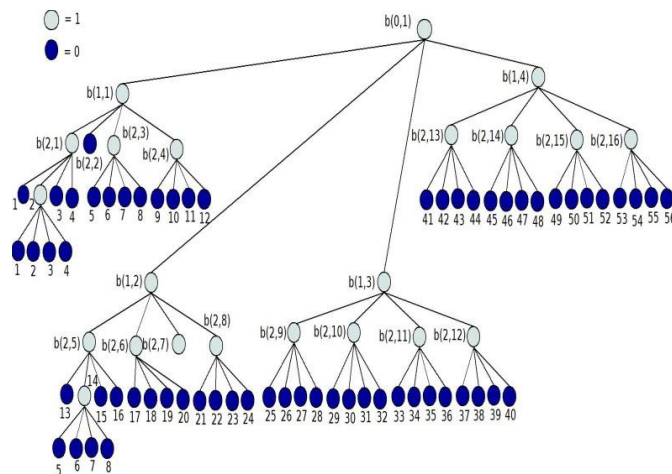 = 1
= 0
b(0,1)
b(1,1)
b(1,4)
b(2,1)
b(2,2)
b(2,3)
b(2,4)
b(2,13)
b(2,14)
b(2,15)
b(2,16)
1 2 3 4 5 6 7 8 9 10 11 12
41 42 43 44 45 46 47 48 49 50 51 52 53 54 55 56
1 2 3 4
b(1,2)
b(1,3)
b(2,5)
b(2,6)
b(2,7)
b(2,8)
b(2,9)
b(2,10)
b(2,11)
b(2,12)
13 14 15 16 17 18 19 20 21 22 23 24
25 26 27 28 29 30 31 32 33 34 35 36 37 38 39 40
5 6 7 8